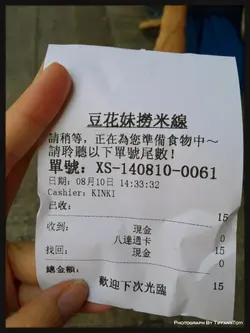 豆花妹撈米線
請稍等，正在為您準備食物中～
請聆聽以下單號尾數！
單號： XS-140810-0061
日期: 08月10日 14:33:32
Cashier: KINKI
已收: 15
收到: 現金
八達通卡 15
找回: 現金
總金額: 15
歡迎下次光臨
Photograph By TiffanyTom